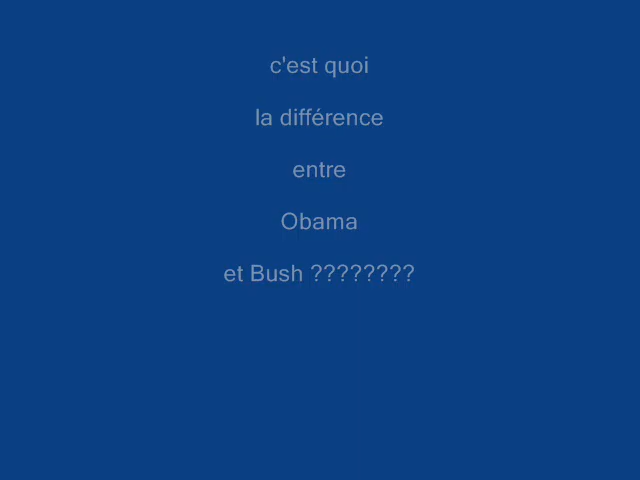 c'est quoi
la différence
entre
Obama
et Bush ????????